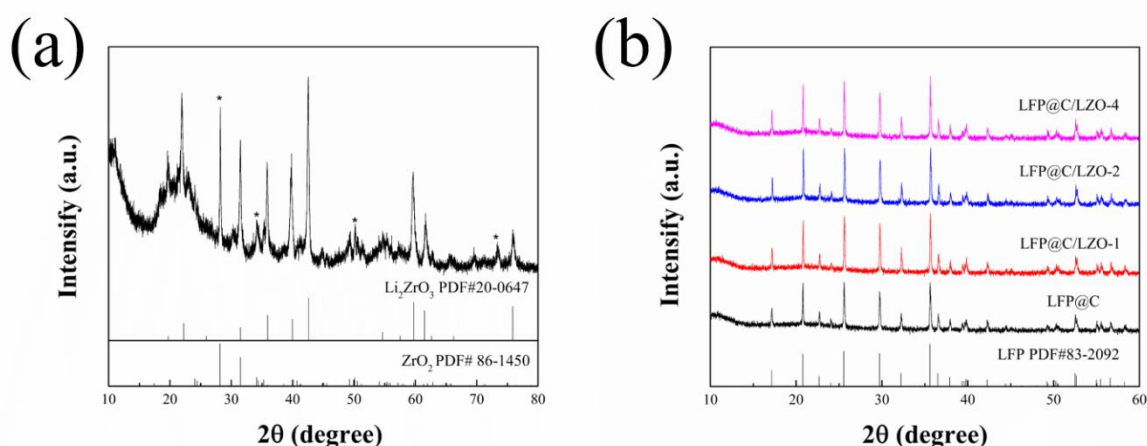 (a)
Intensify (a.u.)
*
*
*
*
Li₂ZrO₃ PDF#20-0647
ZrO₂ PDF# 86-1450
10 20 30 40 50 60 70 80
2θ (degree)
(b)
Intensify (a.u.)
LFP@C/LZO-4
LFP@C/LZO-2
LFP@C/LZO-1
LFP@C
LFP PDF#83-2092
10 20 30 40 50 60
2θ (degree)